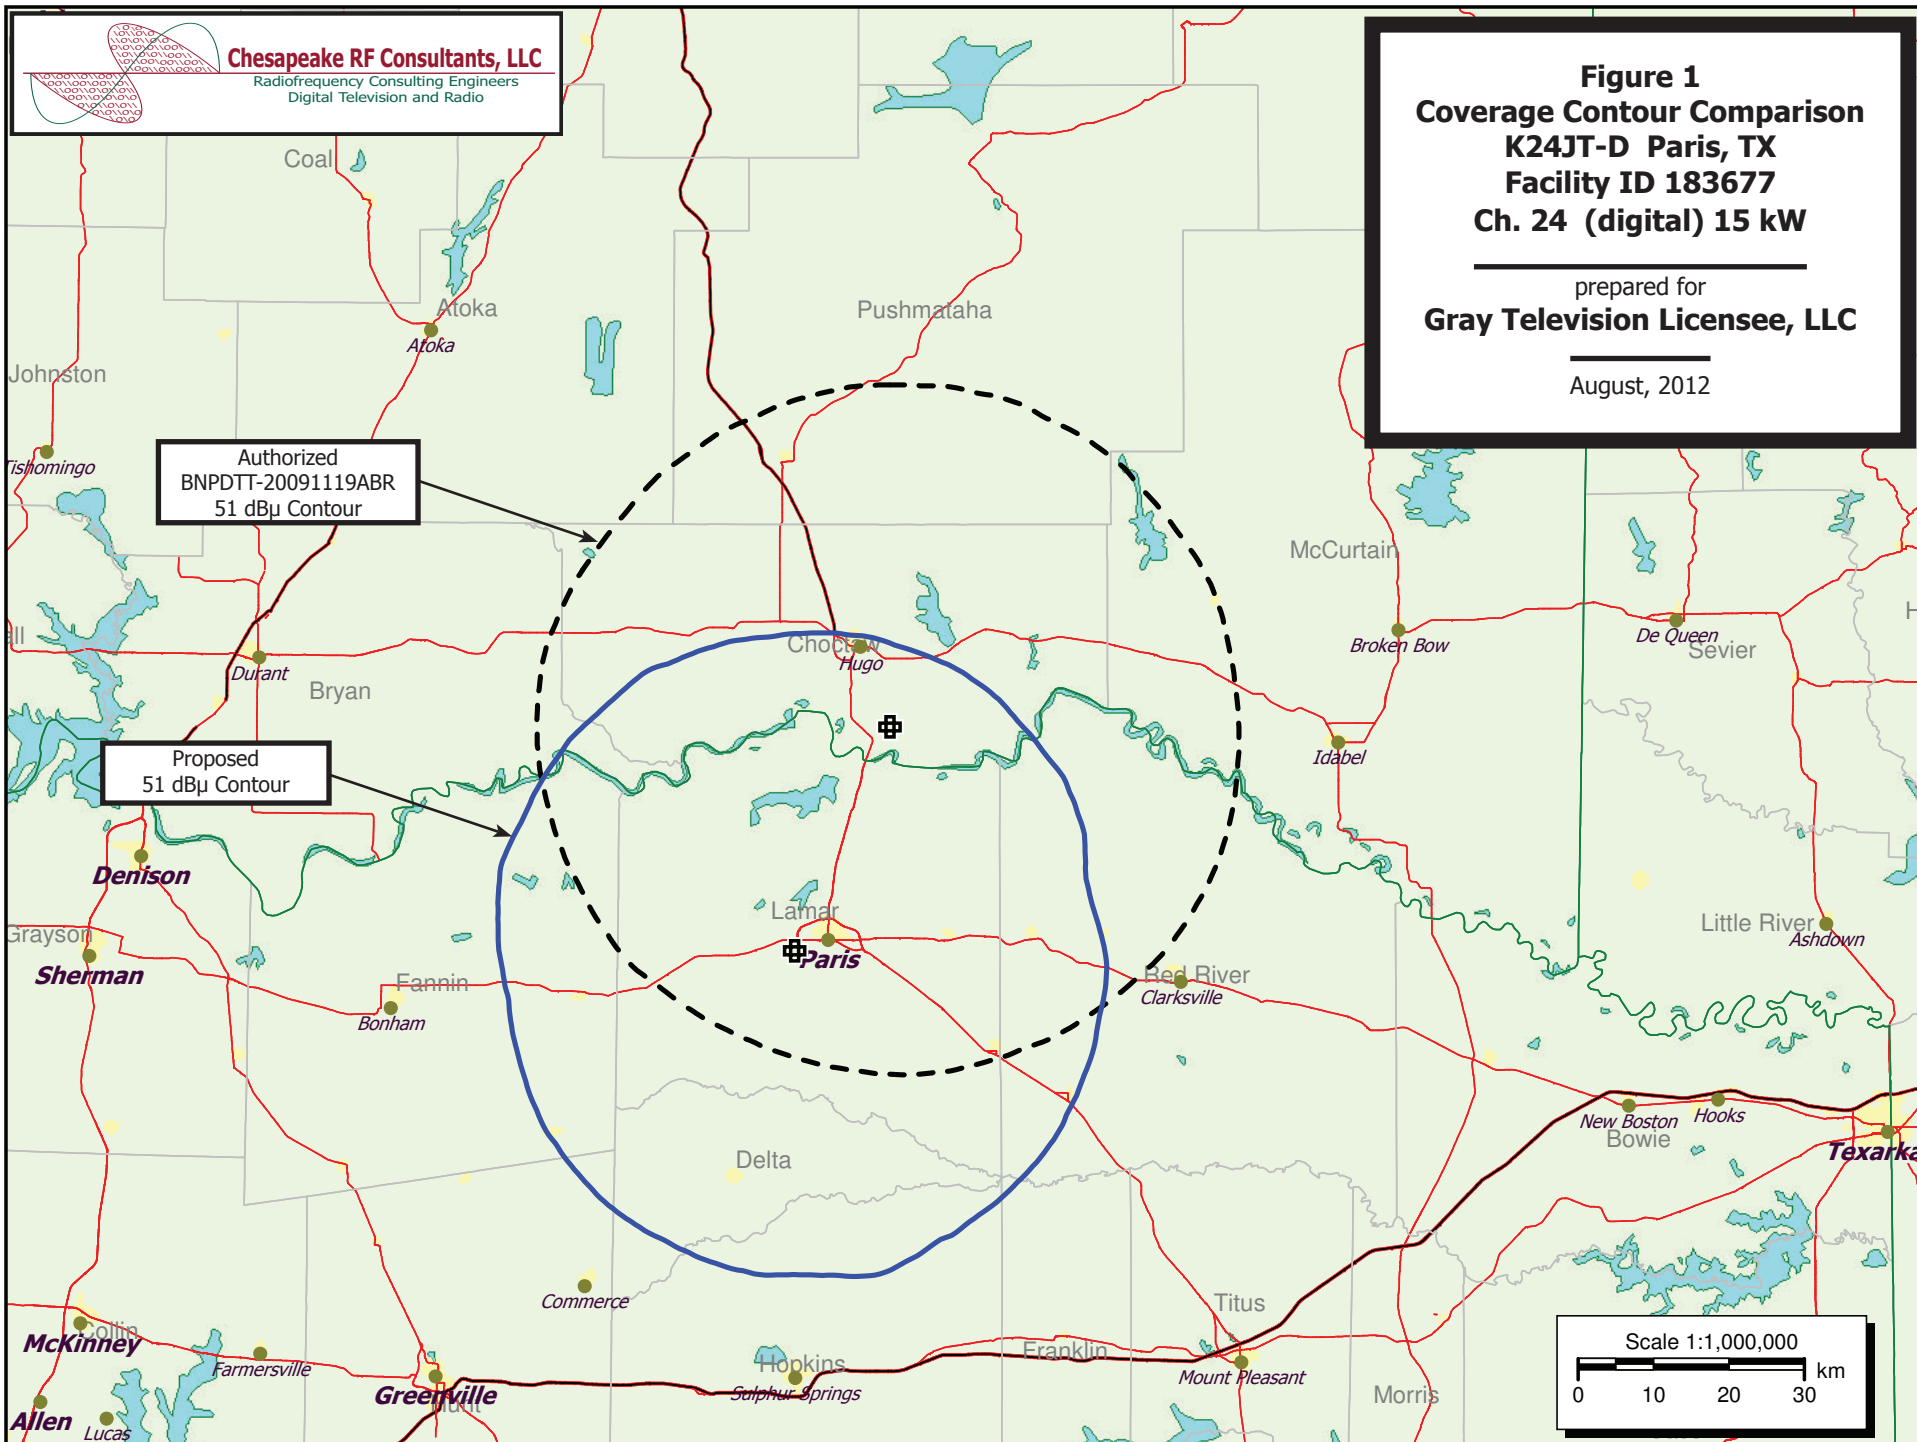 Chesapeake RF Consultants, LLC
Radiofrequency Consulting Engineers
Digital Television and Radio
Figure 1
Coverage Contour Comparison
K24JT-D Paris, TX
Facility ID 183677
Ch. 24 (digital) 15 kW
prepared for
Gray Television Licensee, LLC
August, 2012
Coal
Atoka
Atoka
Pushmataha
Johnston
Tishomingo
Authorized
BNPDTT-20091119ABR
51 dBµ Contour
McCurtain
Choctaw
Hugo
Broken Bow
De Queen
Sevier
H
all
Durant
Bryan
Idabel
Proposed
51 dBµ Contour
Denison
Lamar
Paris
Little River
Ashdown
Grayson
Sherman
Fannin
Bonham
Red River
Clarksville
New Boston
Hooks
Bowie
Texarka
Delta
Commerce
Titus
Collin
McKinney
Farmersville
Greenville
Hunt
Hopkins
Sulphur Springs
Franklin
Mount Pleasant
Morris
Allen
Lucas
Scale 1:1,000,000
km
0 10 20 30